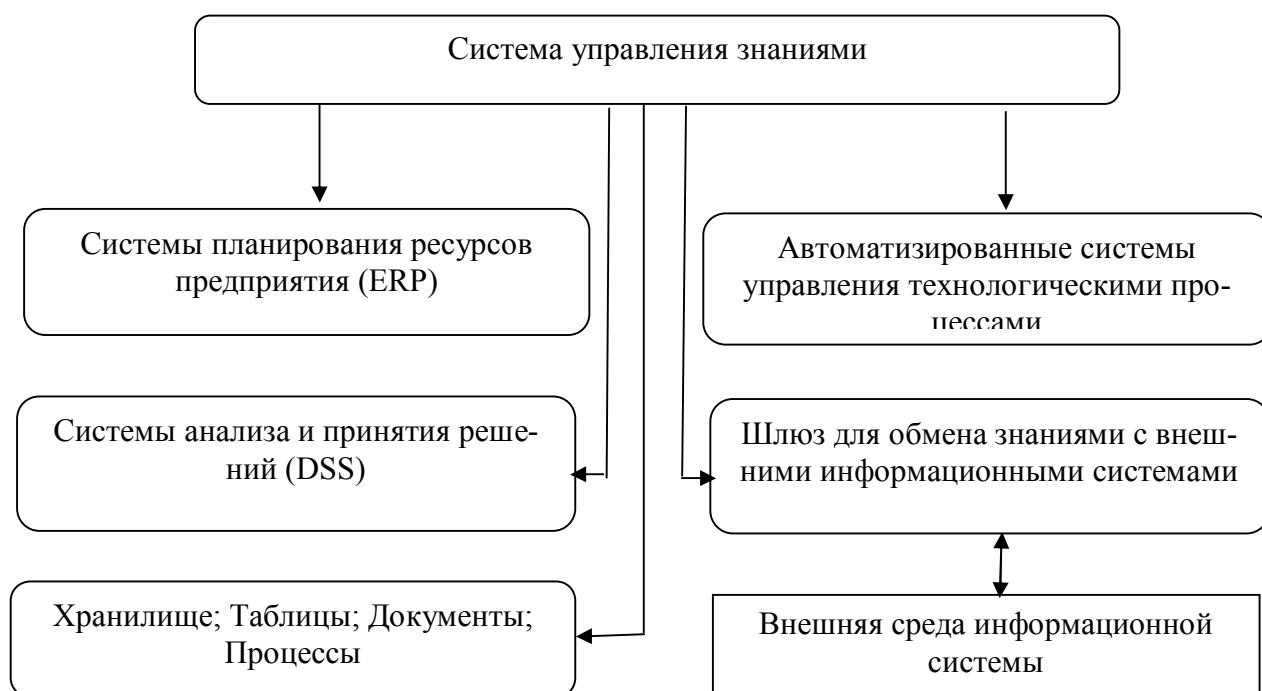 Система управления знаниями
Системы планирования ресурсов
предприятия (ERP)
Автоматизированные системы
управления технологическими про-
цессами
Системы анализа и принятия реше-
ний (DSS)
Шлюз для обмена знаниями с внеш-
ними информационными системами
Хранилище; Таблицы; Документы;
Процессы
Внешняя среда информационной
системы